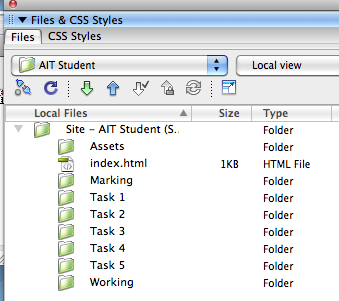 Files & CSS Styles
Files CSS Styles
AIT Student Local view
Local Files Size Type
Site – AIT Student (S... Folder
Assets Folder
index.html 1KB HTML File
Marking Folder
Task 1 Folder
Task 2 Folder
Task 3 Folder
Task 4 Folder
Task 5 Folder
Working Folder